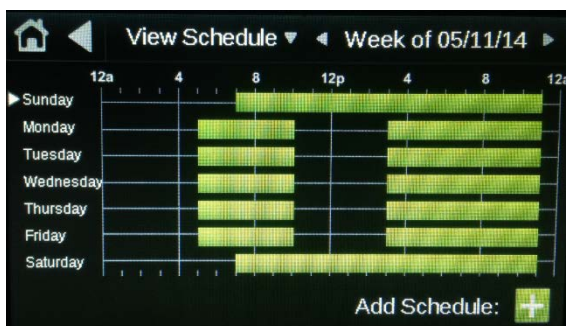 View Schedule Week of 05/11/14
12a 4 8 12p 4 8 12a
Sunday
Monday
Tuesday
Wednesday
Thursday
Friday
Saturday
Add Schedule: +